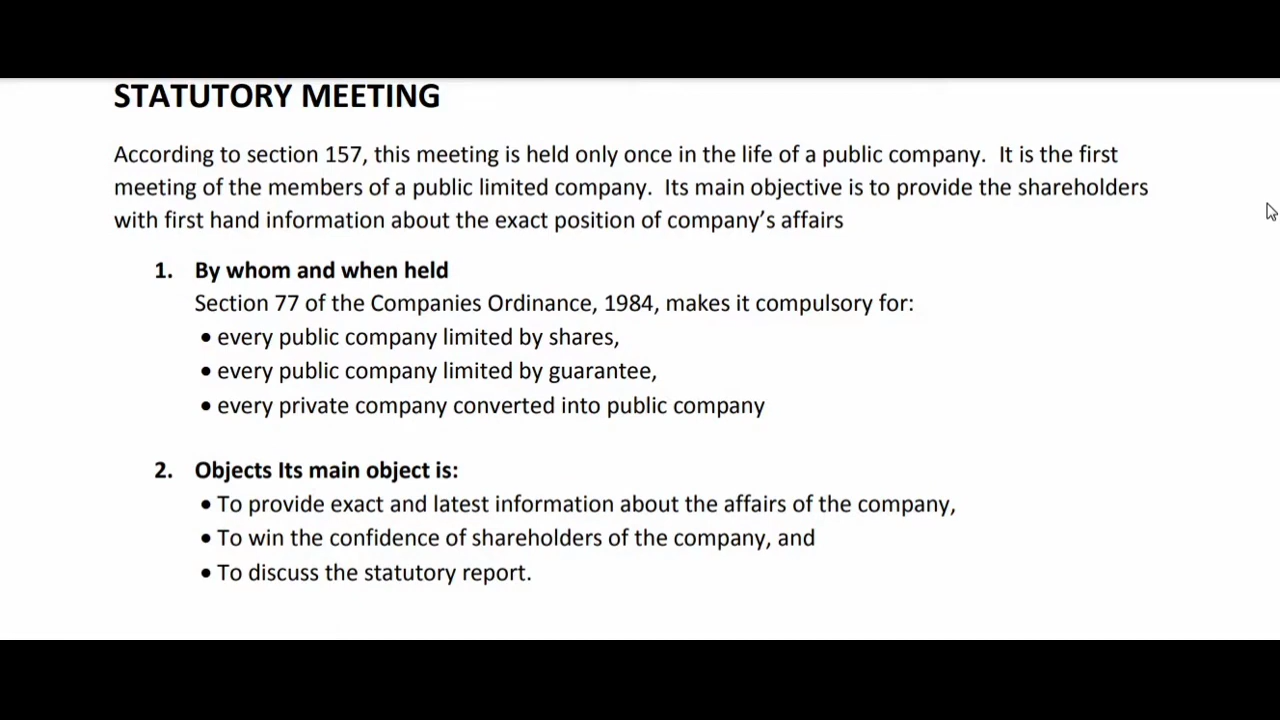 STATUTORY MEETING
According to section 157, this meeting is held only once in the life of a public company.  It is the first
meeting of the members of a public limited company.  Its main objective is to provide the shareholders
with first hand information about the exact position of company’s affairs
1. By whom and when held
Section 77 of the Companies Ordinance, 1984, makes it compulsory for:
• every public company limited by shares,
• every public company limited by guarantee,
• every private company converted into public company
2. Objects Its main object is:
• To provide exact and latest information about the affairs of the company,
• To win the confidence of shareholders of the company, and
• To discuss the statutory report.